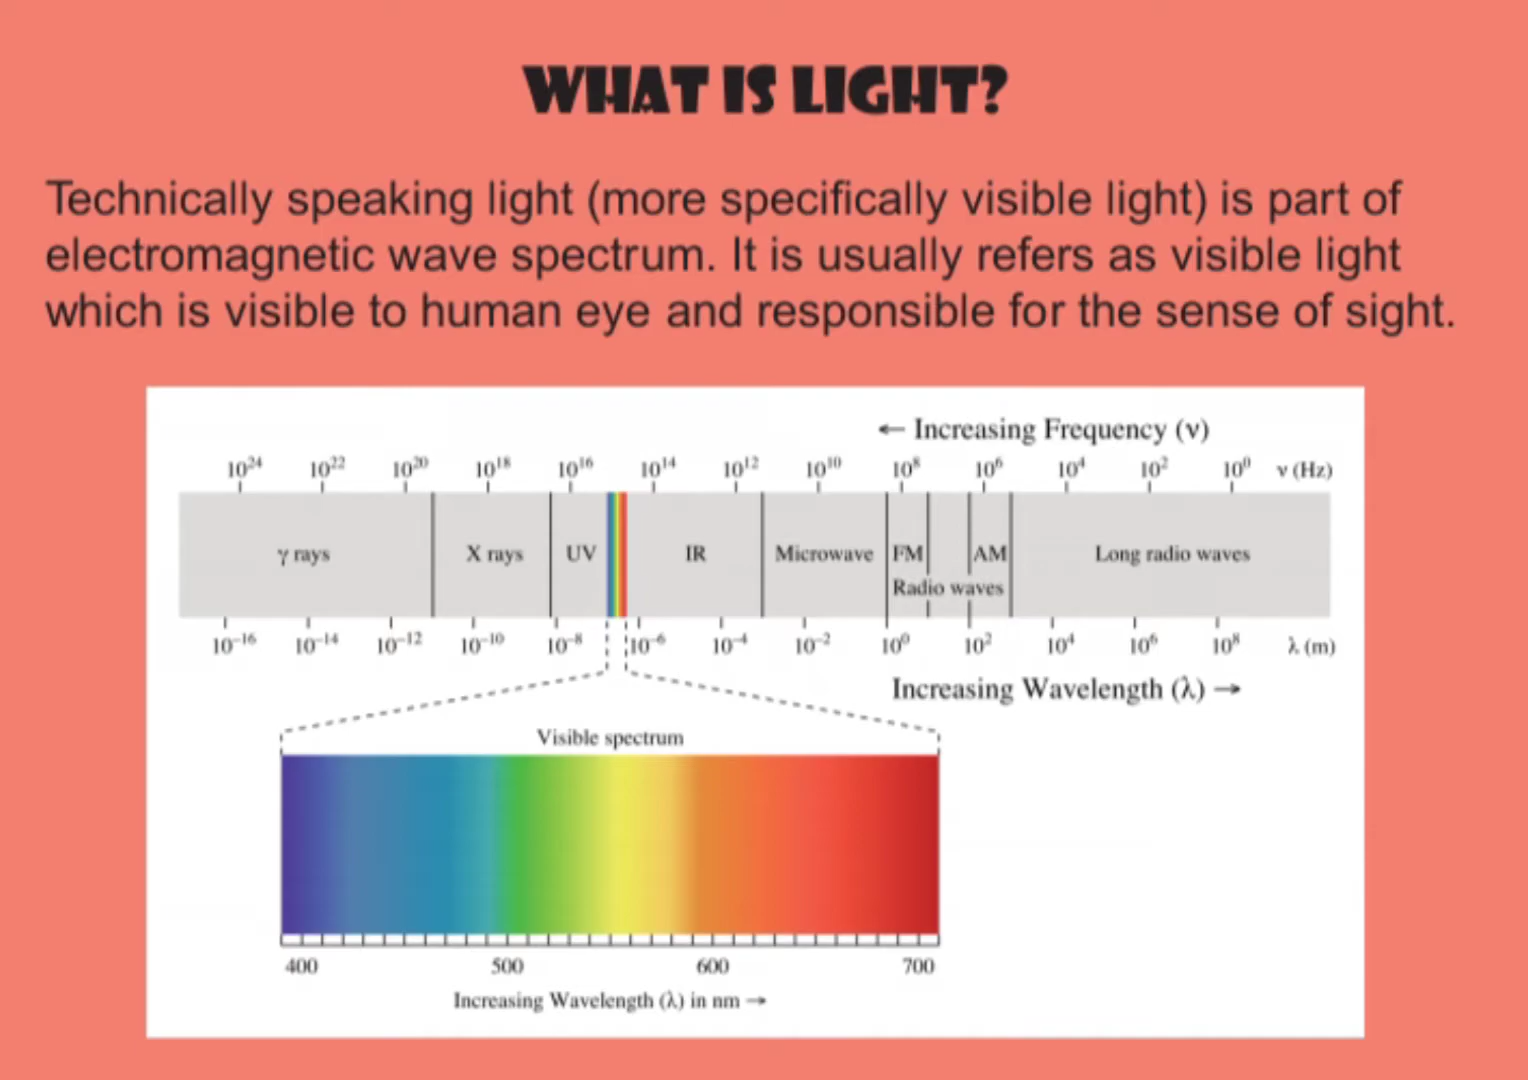 WHAT IS LIGHT?
Technically speaking light (more specifically visible light) is part of
electromagnetic wave spectrum. It is usually refers as visible light
which is visible to human eye and responsible for the sense of sight.
← Increasing Frequency (ν)
10²⁴ 10²² 10²⁰ 10¹⁸ 10¹⁶ 10¹⁴ 10¹² 10¹⁰ 10⁸ 10⁶ 10⁴ 10² 10⁰ ν (Hz)
γ rays X rays UV IR Microwave FM AM Long radio waves
Radio waves
10⁻¹⁶ 10⁻¹⁴ 10⁻¹² 10⁻¹⁰ 10⁻⁸ 10⁻⁶ 10⁻⁴ 10⁻² 10⁰ 10² 10⁴ 10⁶ 10⁸ λ (m)
Increasing Wavelength (λ) →
Visible spectrum
400 500 600 700
Increasing Wavelength (λ) in nm →